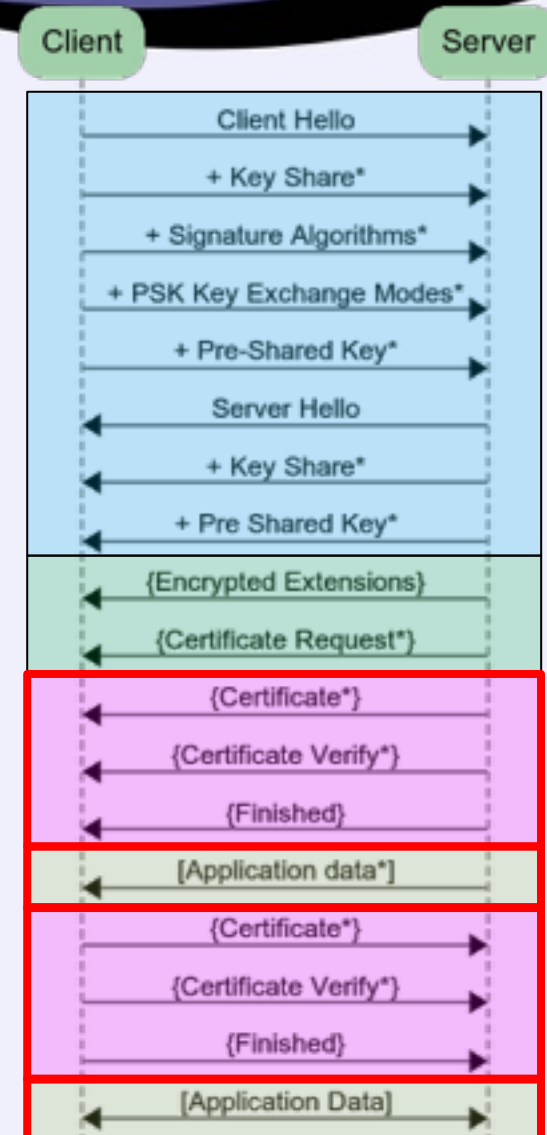 Client Server
Client Hello
+ Key Share*
+ Signature Algorithms*
+ PSK Key Exchange Modes*
+ Pre-Shared Key*
Server Hello
+ Key Share*
+ Pre Shared Key*
{Encrypted Extensions}
{Certificate Request*}
{Certificate*}
{Certificate Verify*}
{Finished}
[Application data*]
{Certificate*}
{Certificate Verify*}
{Finished}
[Application Data]